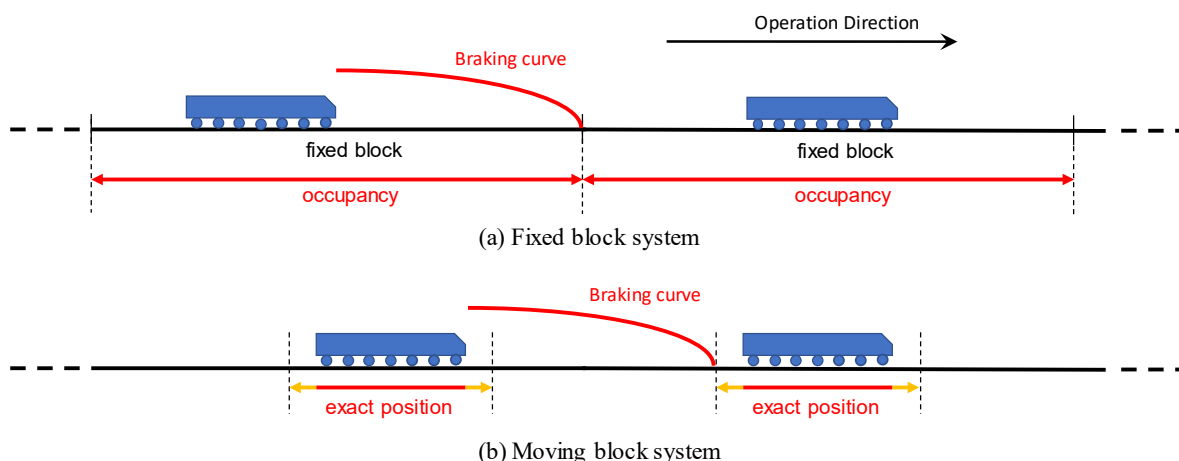 Operation Direction
Braking curve
fixed block
fixed block
occupancy
occupancy
(a) Fixed block system
Braking curve
exact position
exact position
(b) Moving block system